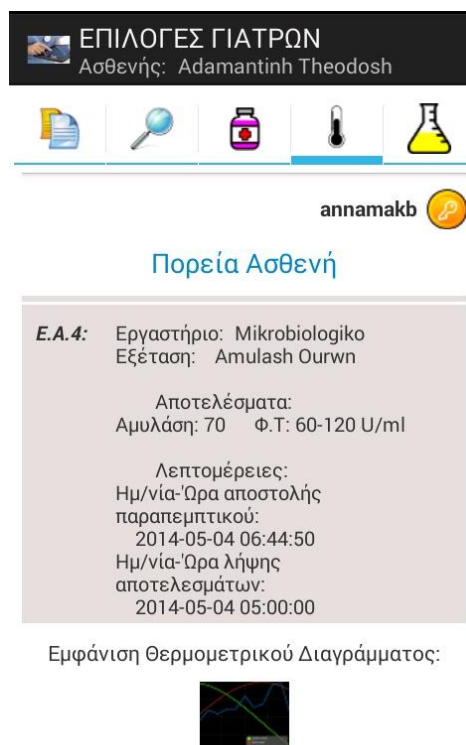 ΕΠΙΛΟΓΕΣ ΓΙΑΤΡΩΝ
Ασθενής: Adamantinh Theodosh
annamakb
Πορεία Ασθενή
Ε.Α.4: Εργαστήριο: Mikrobiologiko
Εξέταση: Amulash Ourwn
Αποτελέσματα:
Αμυλάση: 70 Φ.Τ: 60-120 U/ml
Λεπτομέρειες:
Ημ/νία-Ώρα αποστολής
παραπεμπτικού:
2014-05-04 06:44:50
Ημ/νία-Ώρα λήψης
αποτελεσμάτων:
2014-05-04 05:00:00
Εμφάνιση Θερμομετρικού Διαγράμματος: